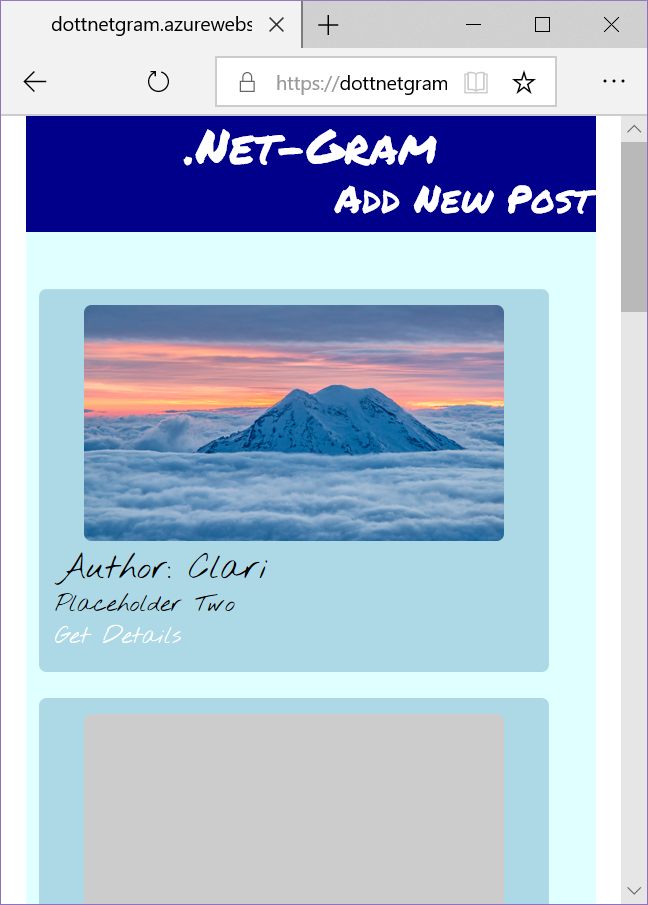 dottnetgram.azurewebs
https://dottnetgram
.Net-Gram
Add New Post
Author: Clari
Placeholder Two
Get Details